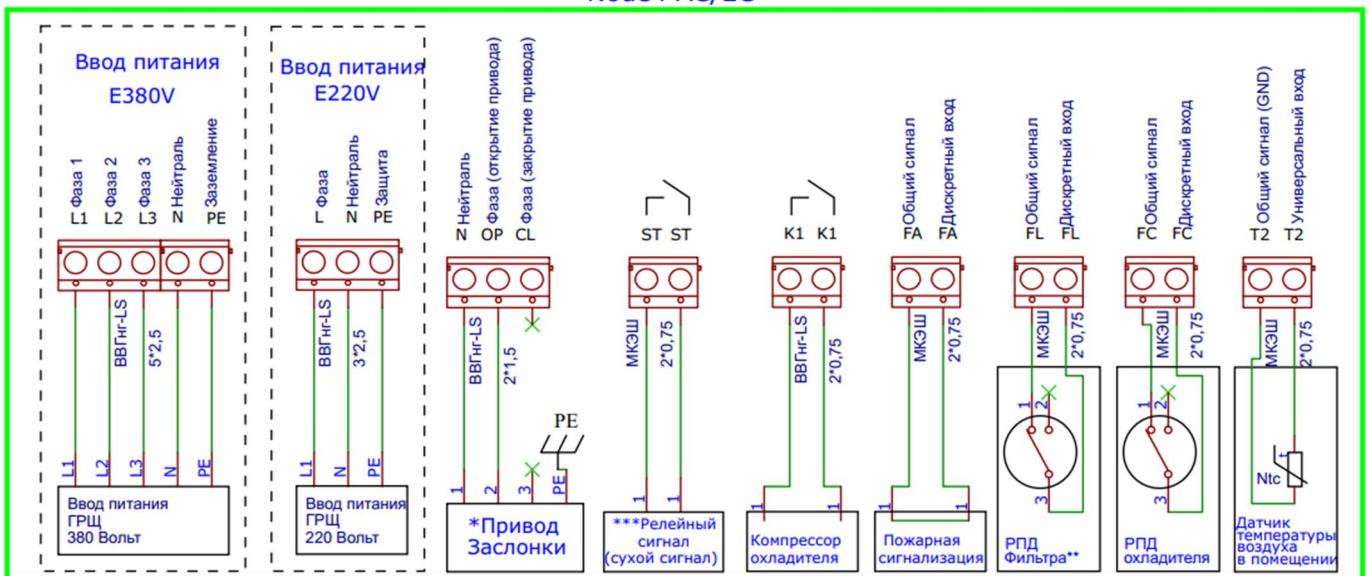 Ввод питания
E380V
Фаза 1
Фаза 2
Фаза 3
Нейтраль
Заземление
L1 L2 L3 N PE
ВВГнг-LS
5*2,5
L1 L2 L3 N PE
Ввод питания
ГРЩ
380 Вольт
Ввод питания
E220V
Фаза
Нейтраль
Защита
L N PE
ВВГнг-LS
3*2,5
L1 N PE
Ввод питания
ГРЩ
220 Вольт
Нейтраль
Фаза (открытие привода)
Фаза (закрытие привода)
N OP CL
ВВГнг-LS
2*1,5
PE
1 2 3 PE
*Привод
Заслонки
ST ST
МКЭШ
2*0,75
1 1
***Релейный
сигнал
(сухой сигнал)
K1 K1
ВВГнг-LS
2*0,75
1 1
Компрессор
охладителя
Общий сигнал
Дискретный вход
FA FA
МКЭШ
2*0,75
1 1
Пожарная
сигнализация
Общий сигнал
Дискретный вход
FL FL
МКЭШ
2*0,75
1 2
3
РПД
Фильтра**
Общий сигнал
Дискретный вход
FC FC
МКЭШ
2*0,75
1 2
3
РПД
охладителя
Общий сигнал (GND)
Универсальный вход
T2 T2
МКЭШ
2*0,75
t
Ntc
Датчик
температуры
воздуха
в помещении